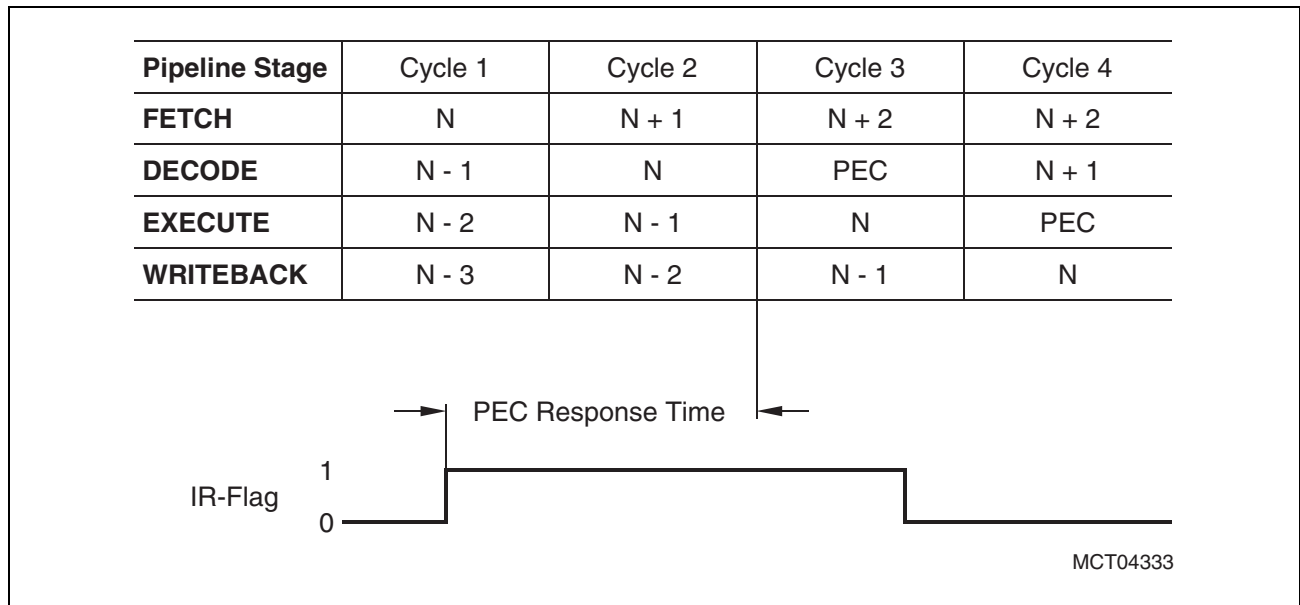 Pipeline Stage Cycle 1 Cycle 2 Cycle 3 Cycle 4
FETCH N N + 1 N + 2 N + 2
DECODE N - 1 N PEC N + 1
EXECUTE N - 2 N - 1 N PEC
WRITEBACK N - 3 N - 2 N - 1 N
PEC Response Time
1
IR-Flag
0
MCT04333